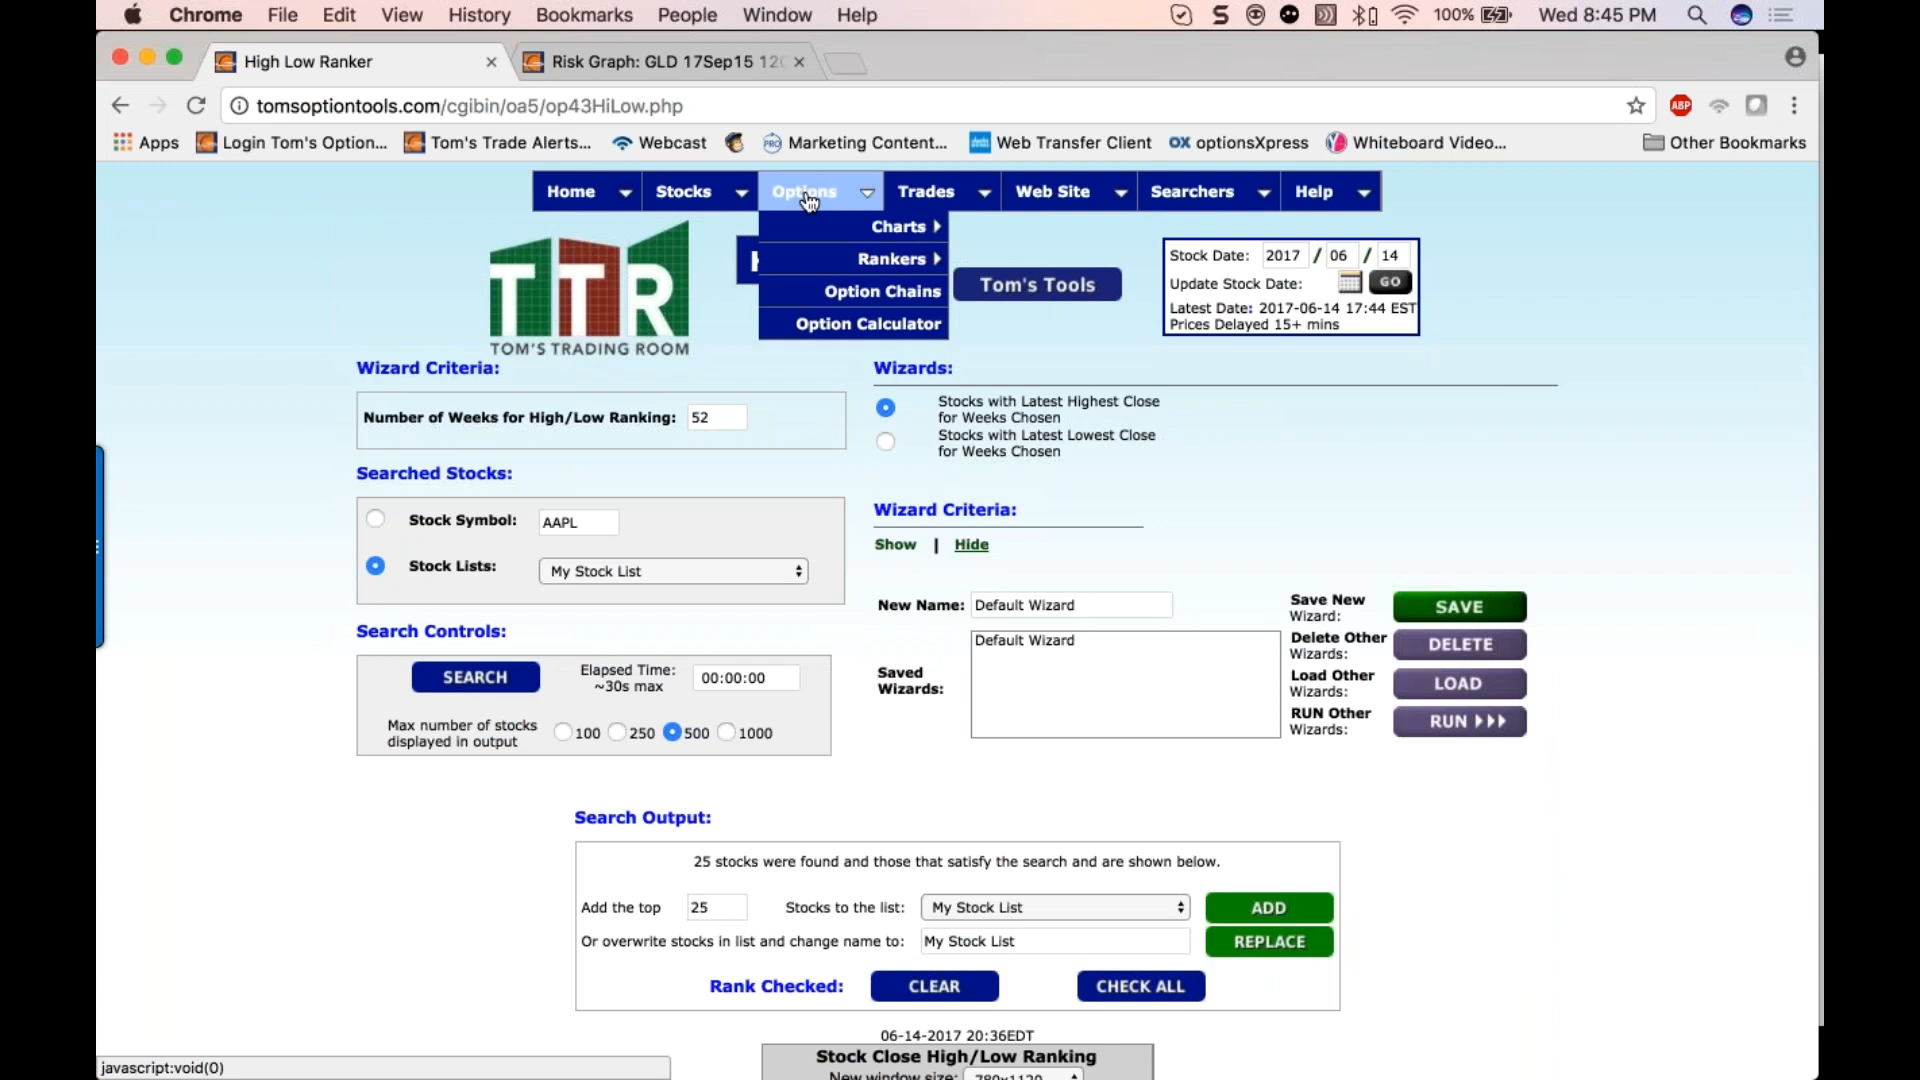 Chrome File Edit View History Bookmarks People Window Help 100% Wed 8:45 PM
High Low Ranker
Risk Graph: GLD 17Sep15 12
tomsoptiontools.com/cgibin/oa5/op43HiLow.php
ABP
Apps Login Tom's Option... Tom's Trade Alerts... Webcast PRO Marketing Content... Web Transfer Client OX optionsXpress Whiteboard Video... Other Bookmarks
Home Stocks Options Trades Web Site Searchers Help
Charts
Rankers
Option Chains
Option Calculator
TTR
TOM'S TRADING ROOM
Tom's Tools
Stock Date: 2017 / 06 / 14
Update Stock Date: GO
Latest Date: 2017-06-14 17:44 EST
Prices Delayed 15+ mins
Wizard Criteria:
Number of Weeks for High/Low Ranking: 52
Searched Stocks:
Stock Symbol: AAPL
Stock Lists: My Stock List
Search Controls:
SEARCH
Elapsed Time:
~30s max
00:00:00
Max number of stocks
displayed in output
100 250 500 1000
Wizards:
Stocks with Latest Highest Close
for Weeks Chosen
Stocks with Latest Lowest Close
for Weeks Chosen
Wizard Criteria:
Show | Hide
New Name: Default Wizard
Saved
Wizards:
Default Wizard
Save New
Wizard:
SAVE
Delete Other
Wizards:
DELETE
Load Other
Wizards:
LOAD
RUN Other
Wizards:
RUN
Search Output:
25 stocks were found and those that satisfy the search and are shown below.
Add the top 25 Stocks to the list: My Stock List ADD
Or overwrite stocks in list and change name to: My Stock List REPLACE
Rank Checked: CLEAR CHECK ALL
06-14-2017 20:36EDT
Stock Close High/Low Ranking
New window size: 780x1120
javascript:void(0)